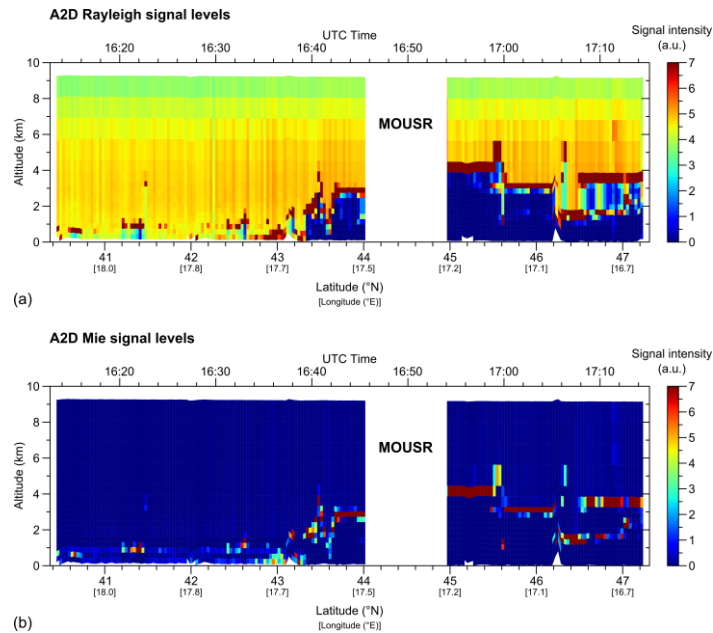 A2D Rayleigh signal levels
UTC Time
Signal intensity
(a.u.)
16:20 16:30 16:40 16:50 17:00 17:10
10
8
6
4
2
0
Altitude (km)
MOUSR
7
6
5
4
3
2
1
0
41 42 43 44 45 46 47
[18.0] [17.8] [17.7] [17.5] [17.2] [17.1] [16.7]
Latitude (°N)
[Longitude (°E)]
(a)
A2D Mie signal levels
UTC Time
Signal intensity
(a.u.)
16:20 16:30 16:40 16:50 17:00 17:10
10
8
6
4
2
0
Altitude (km)
MOUSR
7
6
5
4
3
2
1
0
41 42 43 44 45 46 47
[18.0] [17.8] [17.7] [17.5] [17.2] [17.1] [16.7]
Latitude (°N)
[Longitude (°E)]
(b)